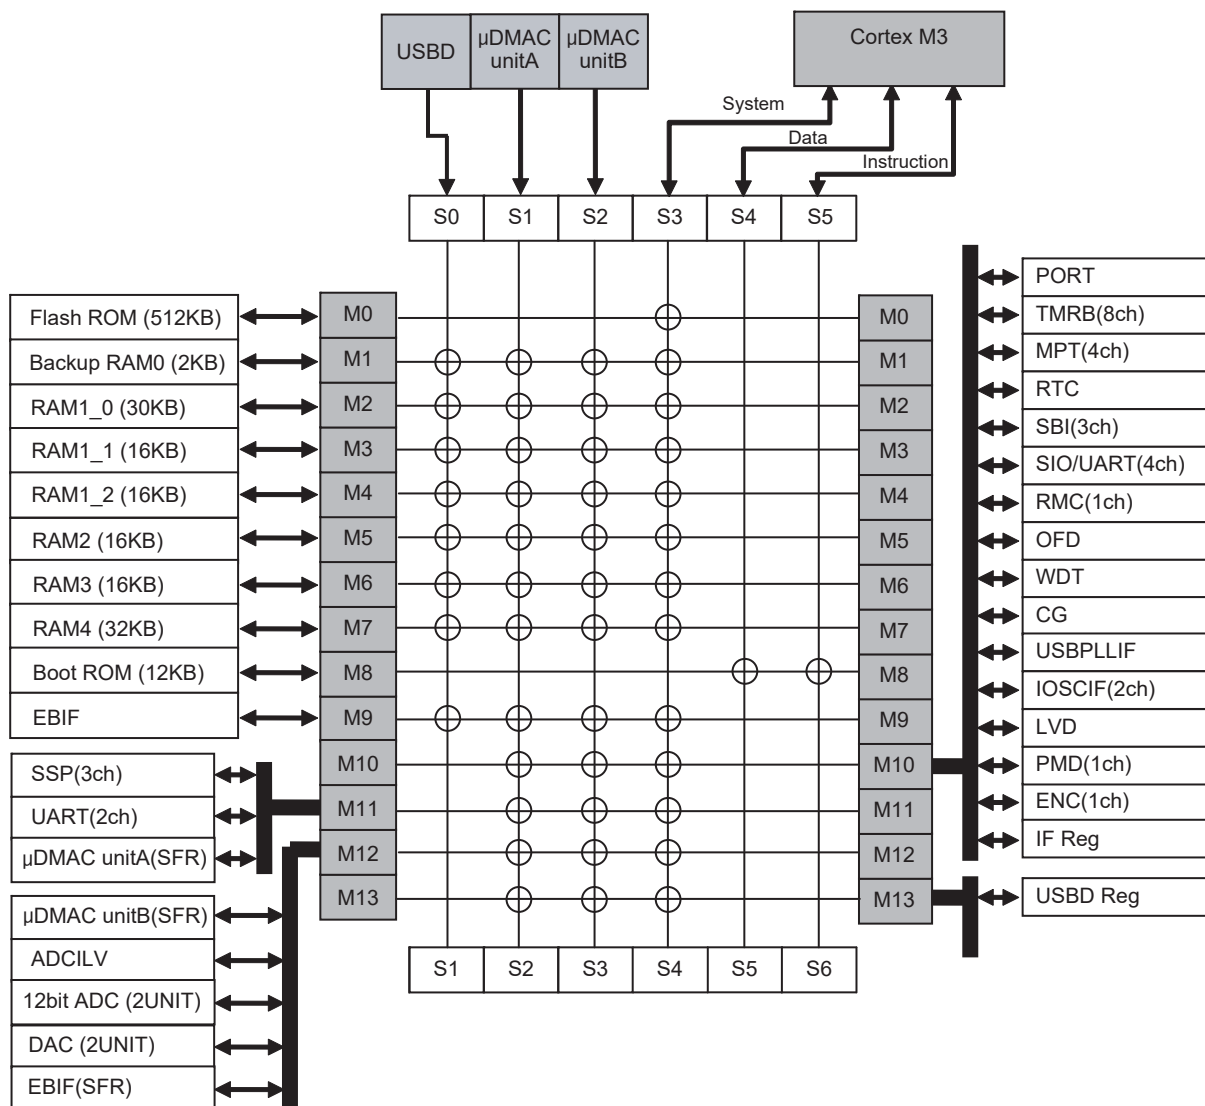 USBD
µDMAC
unitA
µDMAC
unitB
Cortex M3
System
Data
Instruction
S0 S1 S2 S3 S4 S5
Flash ROM (512KB)
Backup RAM0 (2KB)
RAM1_0 (30KB)
RAM1_1 (16KB)
RAM1_2 (16KB)
RAM2 (16KB)
RAM3 (16KB)
RAM4 (32KB)
Boot ROM (12KB)
EBIF
SSP(3ch)
UART(2ch)
µDMAC unitA(SFR)
µDMAC unitB(SFR)
ADCILV
12bit ADC (2UNIT)
DAC (2UNIT)
EBIF(SFR)
M0
M1
M2
M3
M4
M5
M6
M7
M8
M9
M10
M11
M12
M13
M0
M1
M2
M3
M4
M5
M6
M7
M8
M9
M10
M11
M12
M13
PORT
TMRB(8ch)
MPT(4ch)
RTC
SBI(3ch)
SIO/UART(4ch)
RMC(1ch)
OFD
WDT
CG
USBPLLIF
IOSCIF(2ch)
LVD
PMD(1ch)
ENC(1ch)
IF Reg
USBD Reg
S1 S2 S3 S4 S5 S6